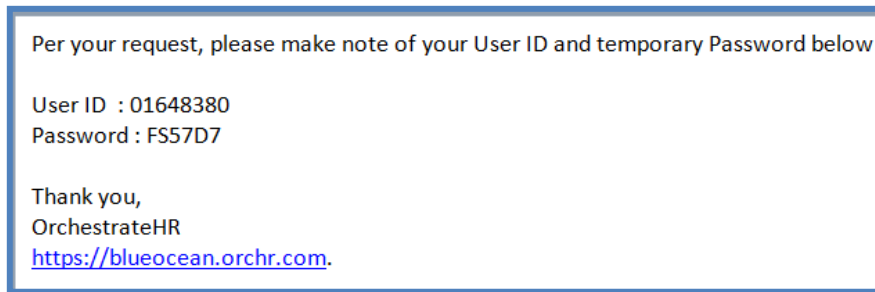 Per your request, please make note of your User ID and temporary Password below
User ID : 01648380
Password : FS57D7
Thank you,
OrchestrateHR
https://blueocean.orchr.com.